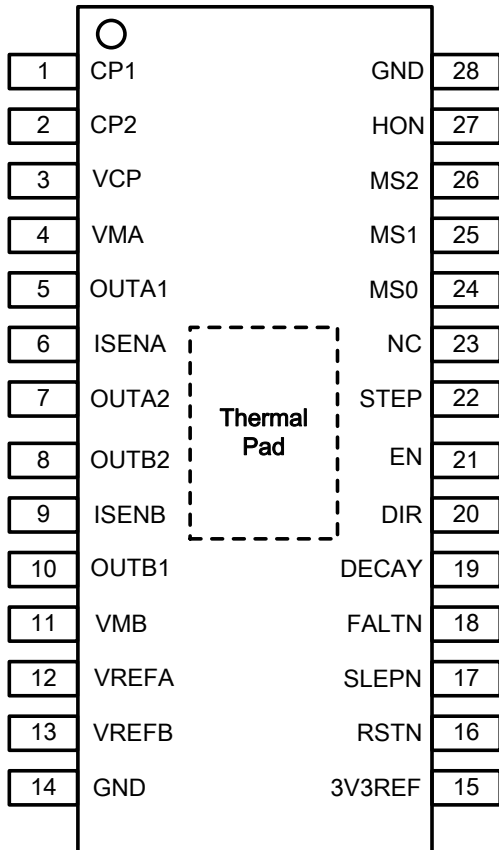 1 CP1 GND 28
2 CP2 HON 27
3 VCP MS2 26
4 VMA MS1 25
5 OUTA1 MS0 24
6 ISENA NC 23
7 OUTA2 STEP 22
Thermal
Pad
8 OUTB2 EN 21
9 ISENB DIR 20
10 OUTB1 DECAY 19
11 VMB FALTN 18
12 VREFA SLEPN 17
13 VREFB RSTN 16
14 GND 3V3REF 15